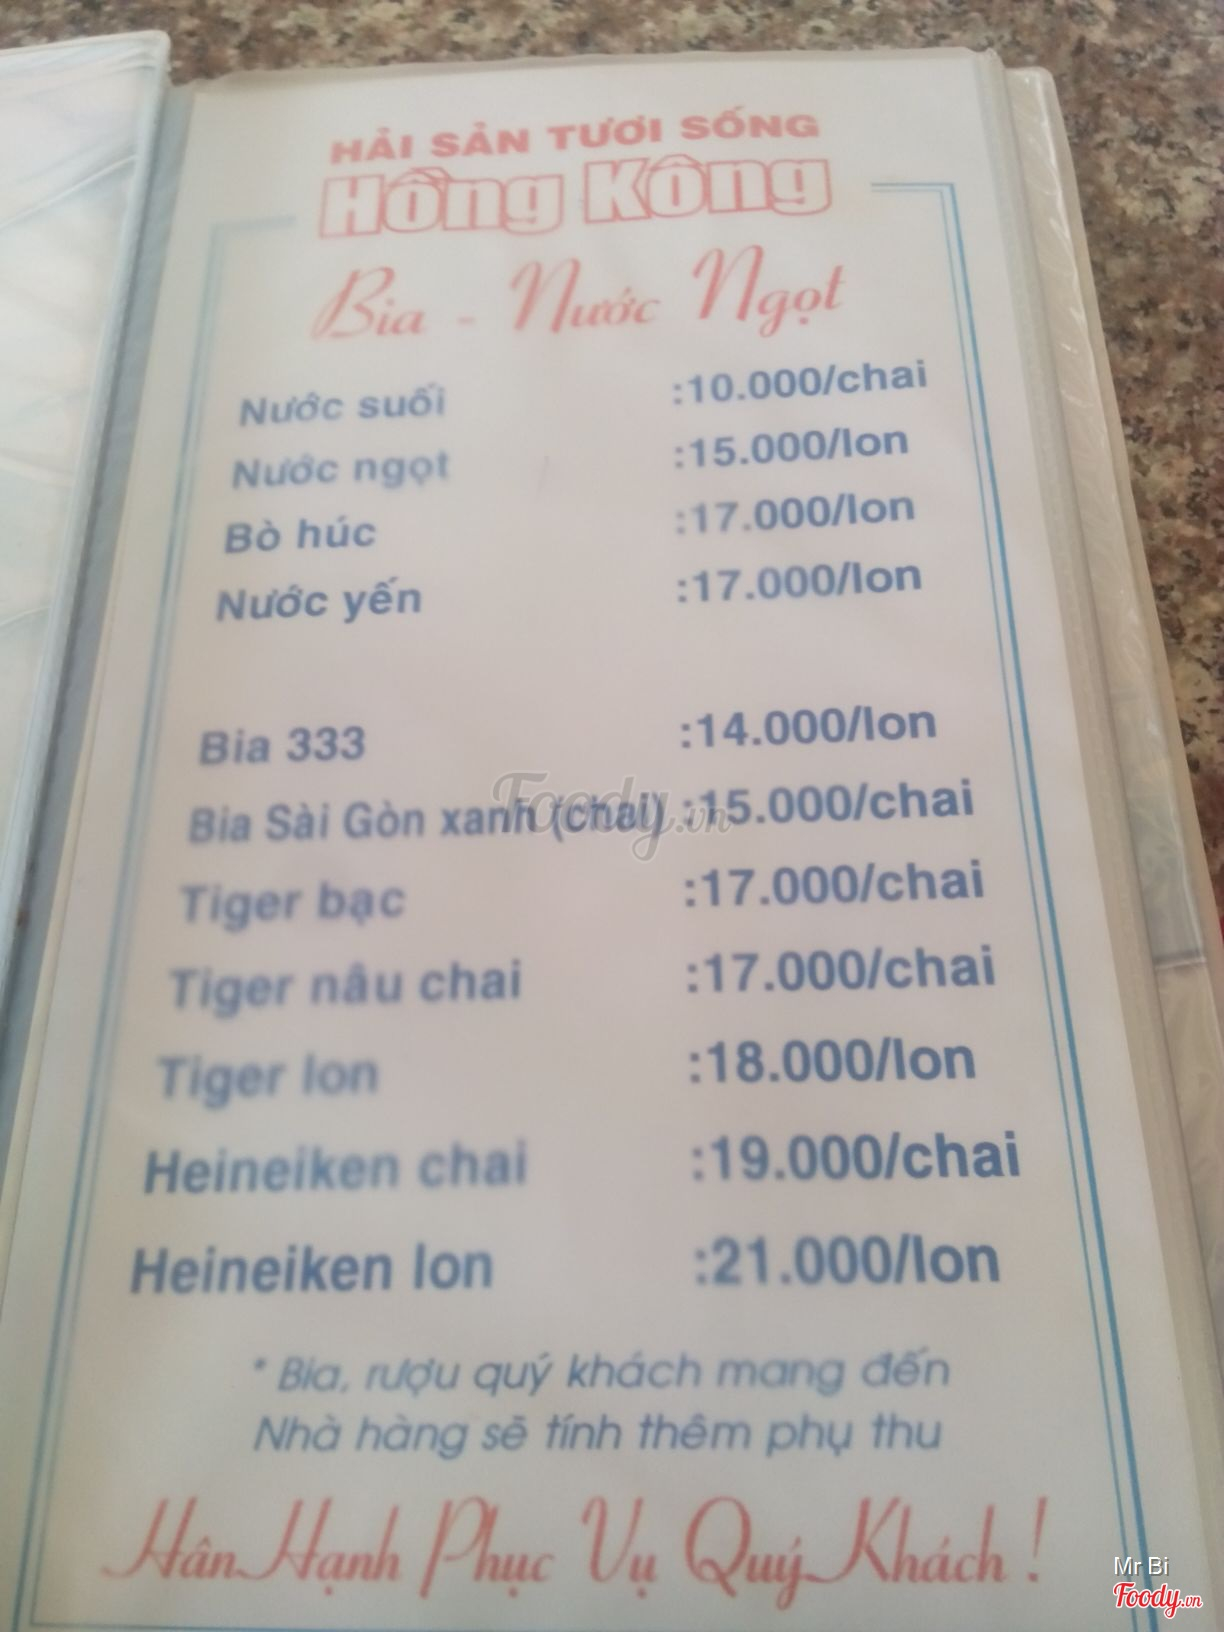 HẢI SẢN TƯƠI SỐNG
Hồng Kông
Bia - Nước Ngọt
Nước suối :10.000/chai
Nước ngọt :15.000/lon
Bò húc :17.000/lon
Nước yến :17.000/lon
Bia 333 :14.000/lon
Bia Sài Gòn xanh (chai) :15.000/chai
Foody.vn
Tiger bạc :17.000/chai
Tiger nâu chai :17.000/chai
Tiger lon :18.000/lon
Heineiken chai :19.000/chai
Heineiken lon :21.000/lon
* Bia, rượu quý khách mang đến
Nhà hàng sẽ tính thêm phụ thu
Hân Hạnh Phục Vụ Quý Khách !
Mr Bi
Foody.vn